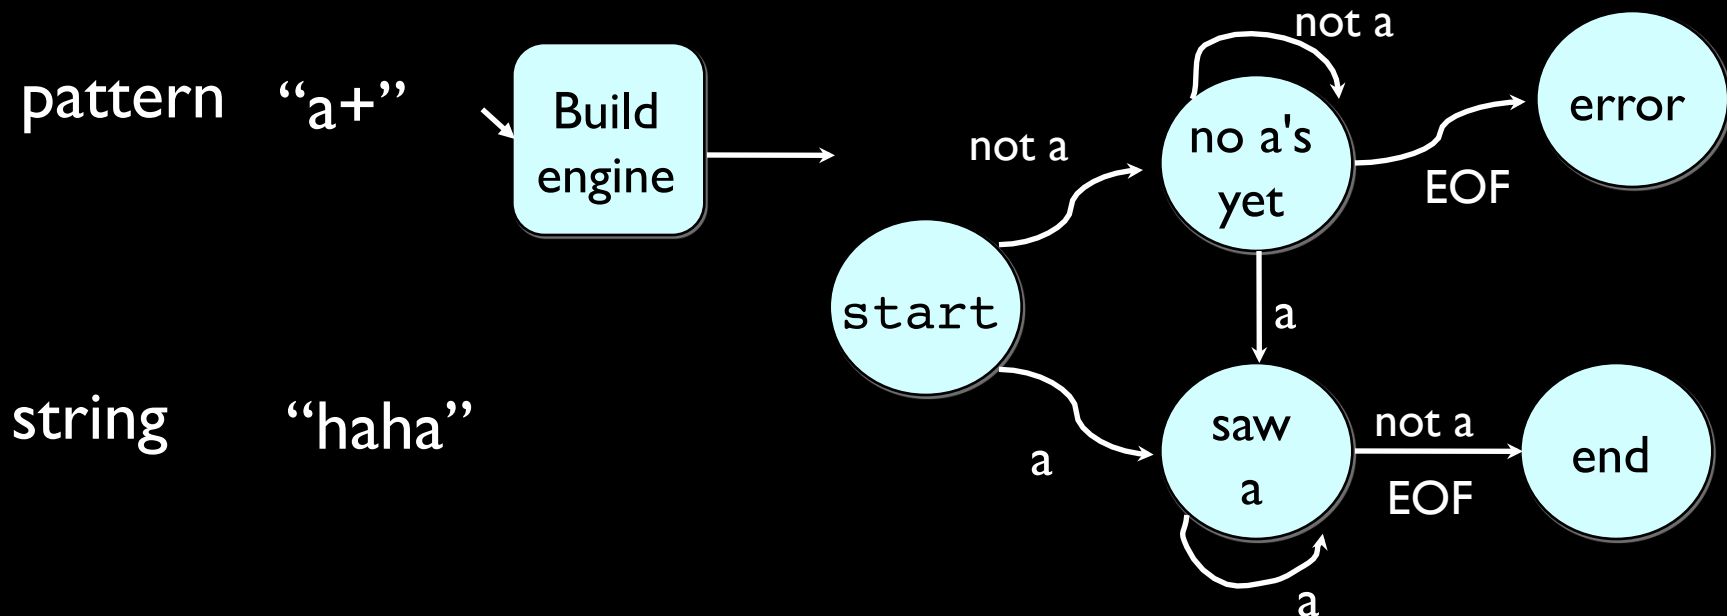 pattern “a+”
Build
engine
not a
not a
no a's
yet
EOF
error
start
a
a
string “haha”
saw
a
not a
EOF
end
a